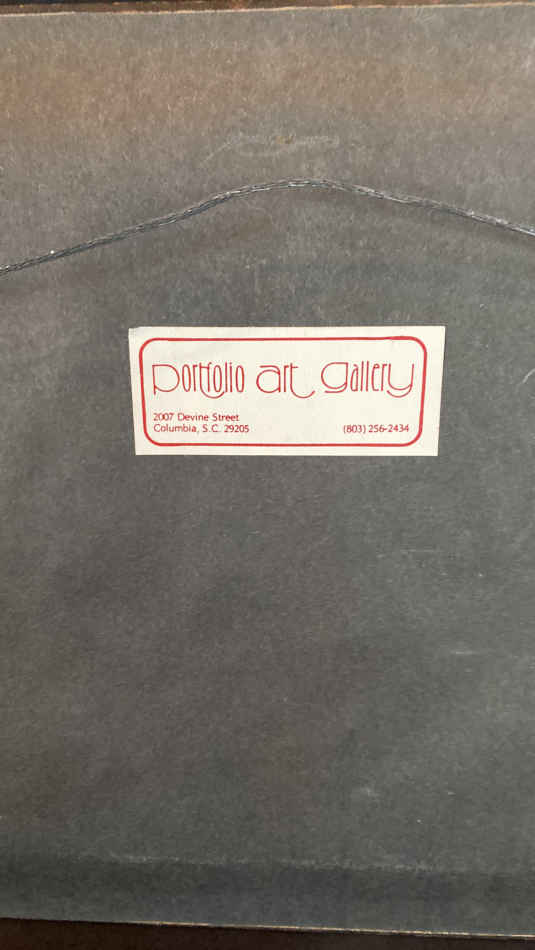 portfolio art gallery
2007 Devine Street
Columbia, S.C. 29205
(803) 256-2434